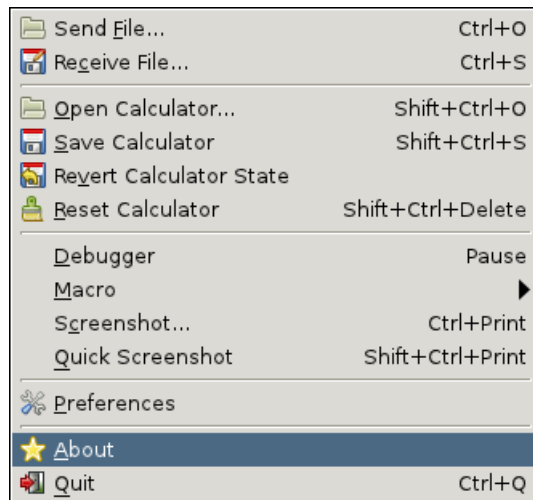 Send File... Ctrl+O
Receive File... Ctrl+S
Open Calculator... Shift+Ctrl+O
Save Calculator Shift+Ctrl+S
Revert Calculator State
Reset Calculator Shift+Ctrl+Delete
Debugger Pause
Macro
Screenshot... Ctrl+Print
Quick Screenshot Shift+Ctrl+Print
Preferences
About
Quit Ctrl+Q